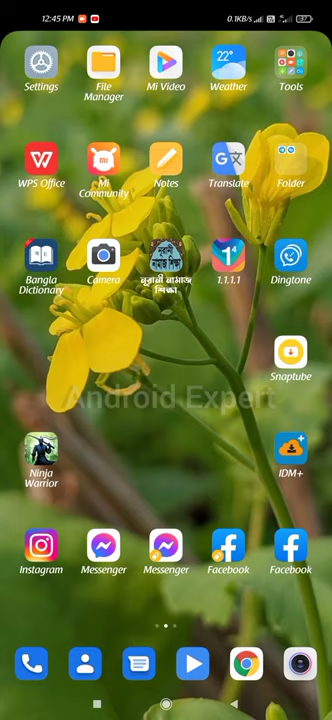 12:45 PM
0.1KB/s
Settings
File Manager
Mi Video
Weather
Tools
22°
WPS Office
Mi Community
Notes
Translate
Folder
Bangla Dictionary
Camera
নূরানী নামাজ শিক্ষা
1.1.1.1
Dingtone
Snaptube
Android Expert
Ninja Warrior
IDM+
Instagram
Messenger
Messenger
Facebook
Facebook